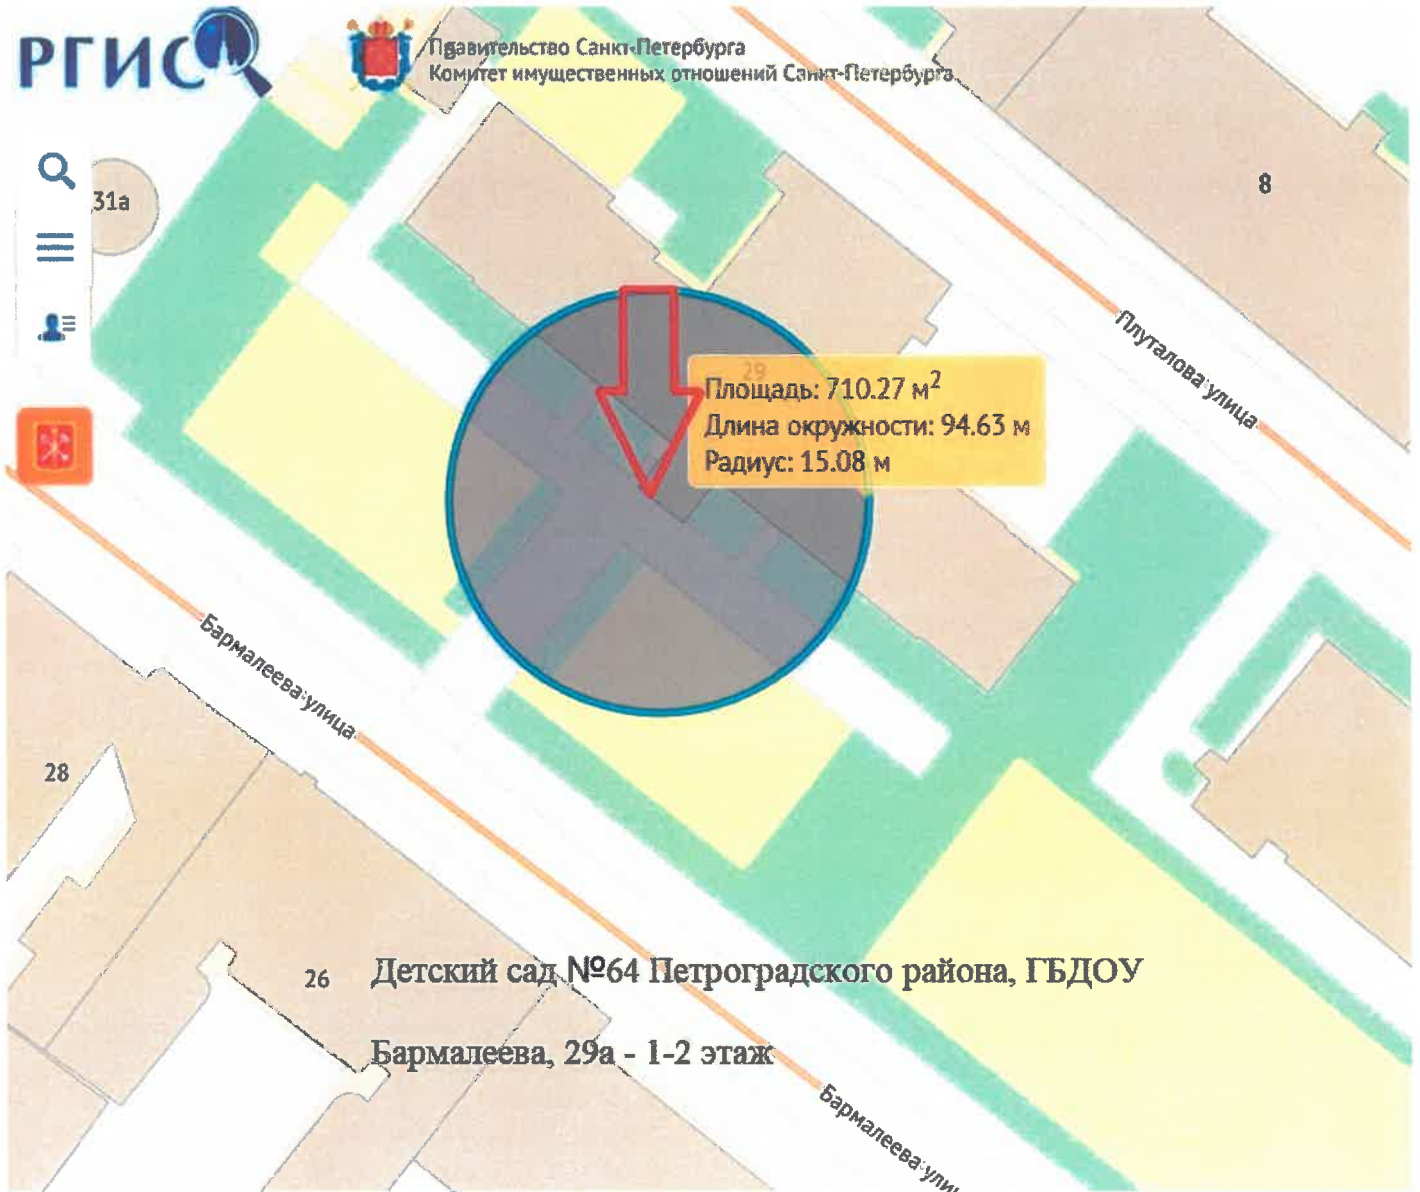 РГИС
Правительство Санкт-Петербурга
Комитет имущественных отношений Санкт-Петербурга
31а
8
Плуталова улица
29
Площадь: 710.27 м²
Длина окружности: 94.63 м
Радиус: 15.08 м
Бармалеева улица
28
26
Детский сад №64 Петроградского района, ГБДОУ
Бармалеева, 29а - 1-2 этаж
Бармалеева ули